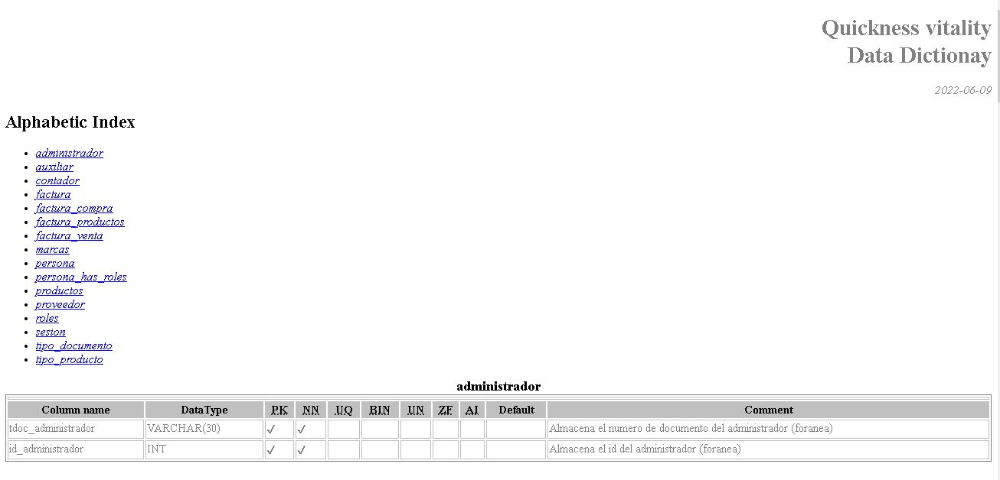 Quickness vitality
Data Dictionay
2022-06-09
Alphabetic Index
administrador
auxiliar
contador
factura
factura_compra
factura_productos
factura_venta
marcas
persona
persona_has_roles
productos
proveedor
roles
sesion
tipo_documento
tipo_producto
administrador
Column name DataType PK NN UQ BIN UN ZF AI Default Comment
tdoc_administrador VARCHAR(30) ✓ ✓ Almacena el numero de documento del administrador (foranea)
id_administrador INT ✓ ✓ Almacena el id del administrador (foranea)